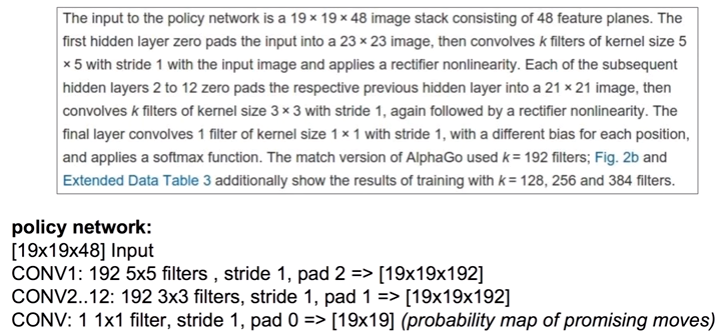 The input to the policy network is a 19 × 19 × 48 image stack consisting of 48 feature planes. The
first hidden layer zero pads the input into a 23 × 23 image, then convolves k filters of kernel size 5
× 5 with stride 1 with the input image and applies a rectifier nonlinearity. Each of the subsequent
hidden layers 2 to 12 zero pads the respective previous hidden layer into a 21 × 21 image, then
convolves k filters of kernel size 3 × 3 with stride 1, again followed by a rectifier nonlinearity. The
final layer convolves 1 filter of kernel size 1 × 1 with stride 1, with a different bias for each position,
and applies a softmax function. The match version of AlphaGo used k = 192 filters; Fig. 2b and
Extended Data Table 3 additionally show the results of training with k = 128, 256 and 384 filters.
policy network:
[19x19x48] Input
CONV1: 192 5x5 filters , stride 1, pad 2 => [19x19x192]
CONV2..12: 192 3x3 filters, stride 1, pad 1 => [19x19x192]
CONV: 1 1x1 filter, stride 1, pad 0 => [19x19] (probability map of promising moves)